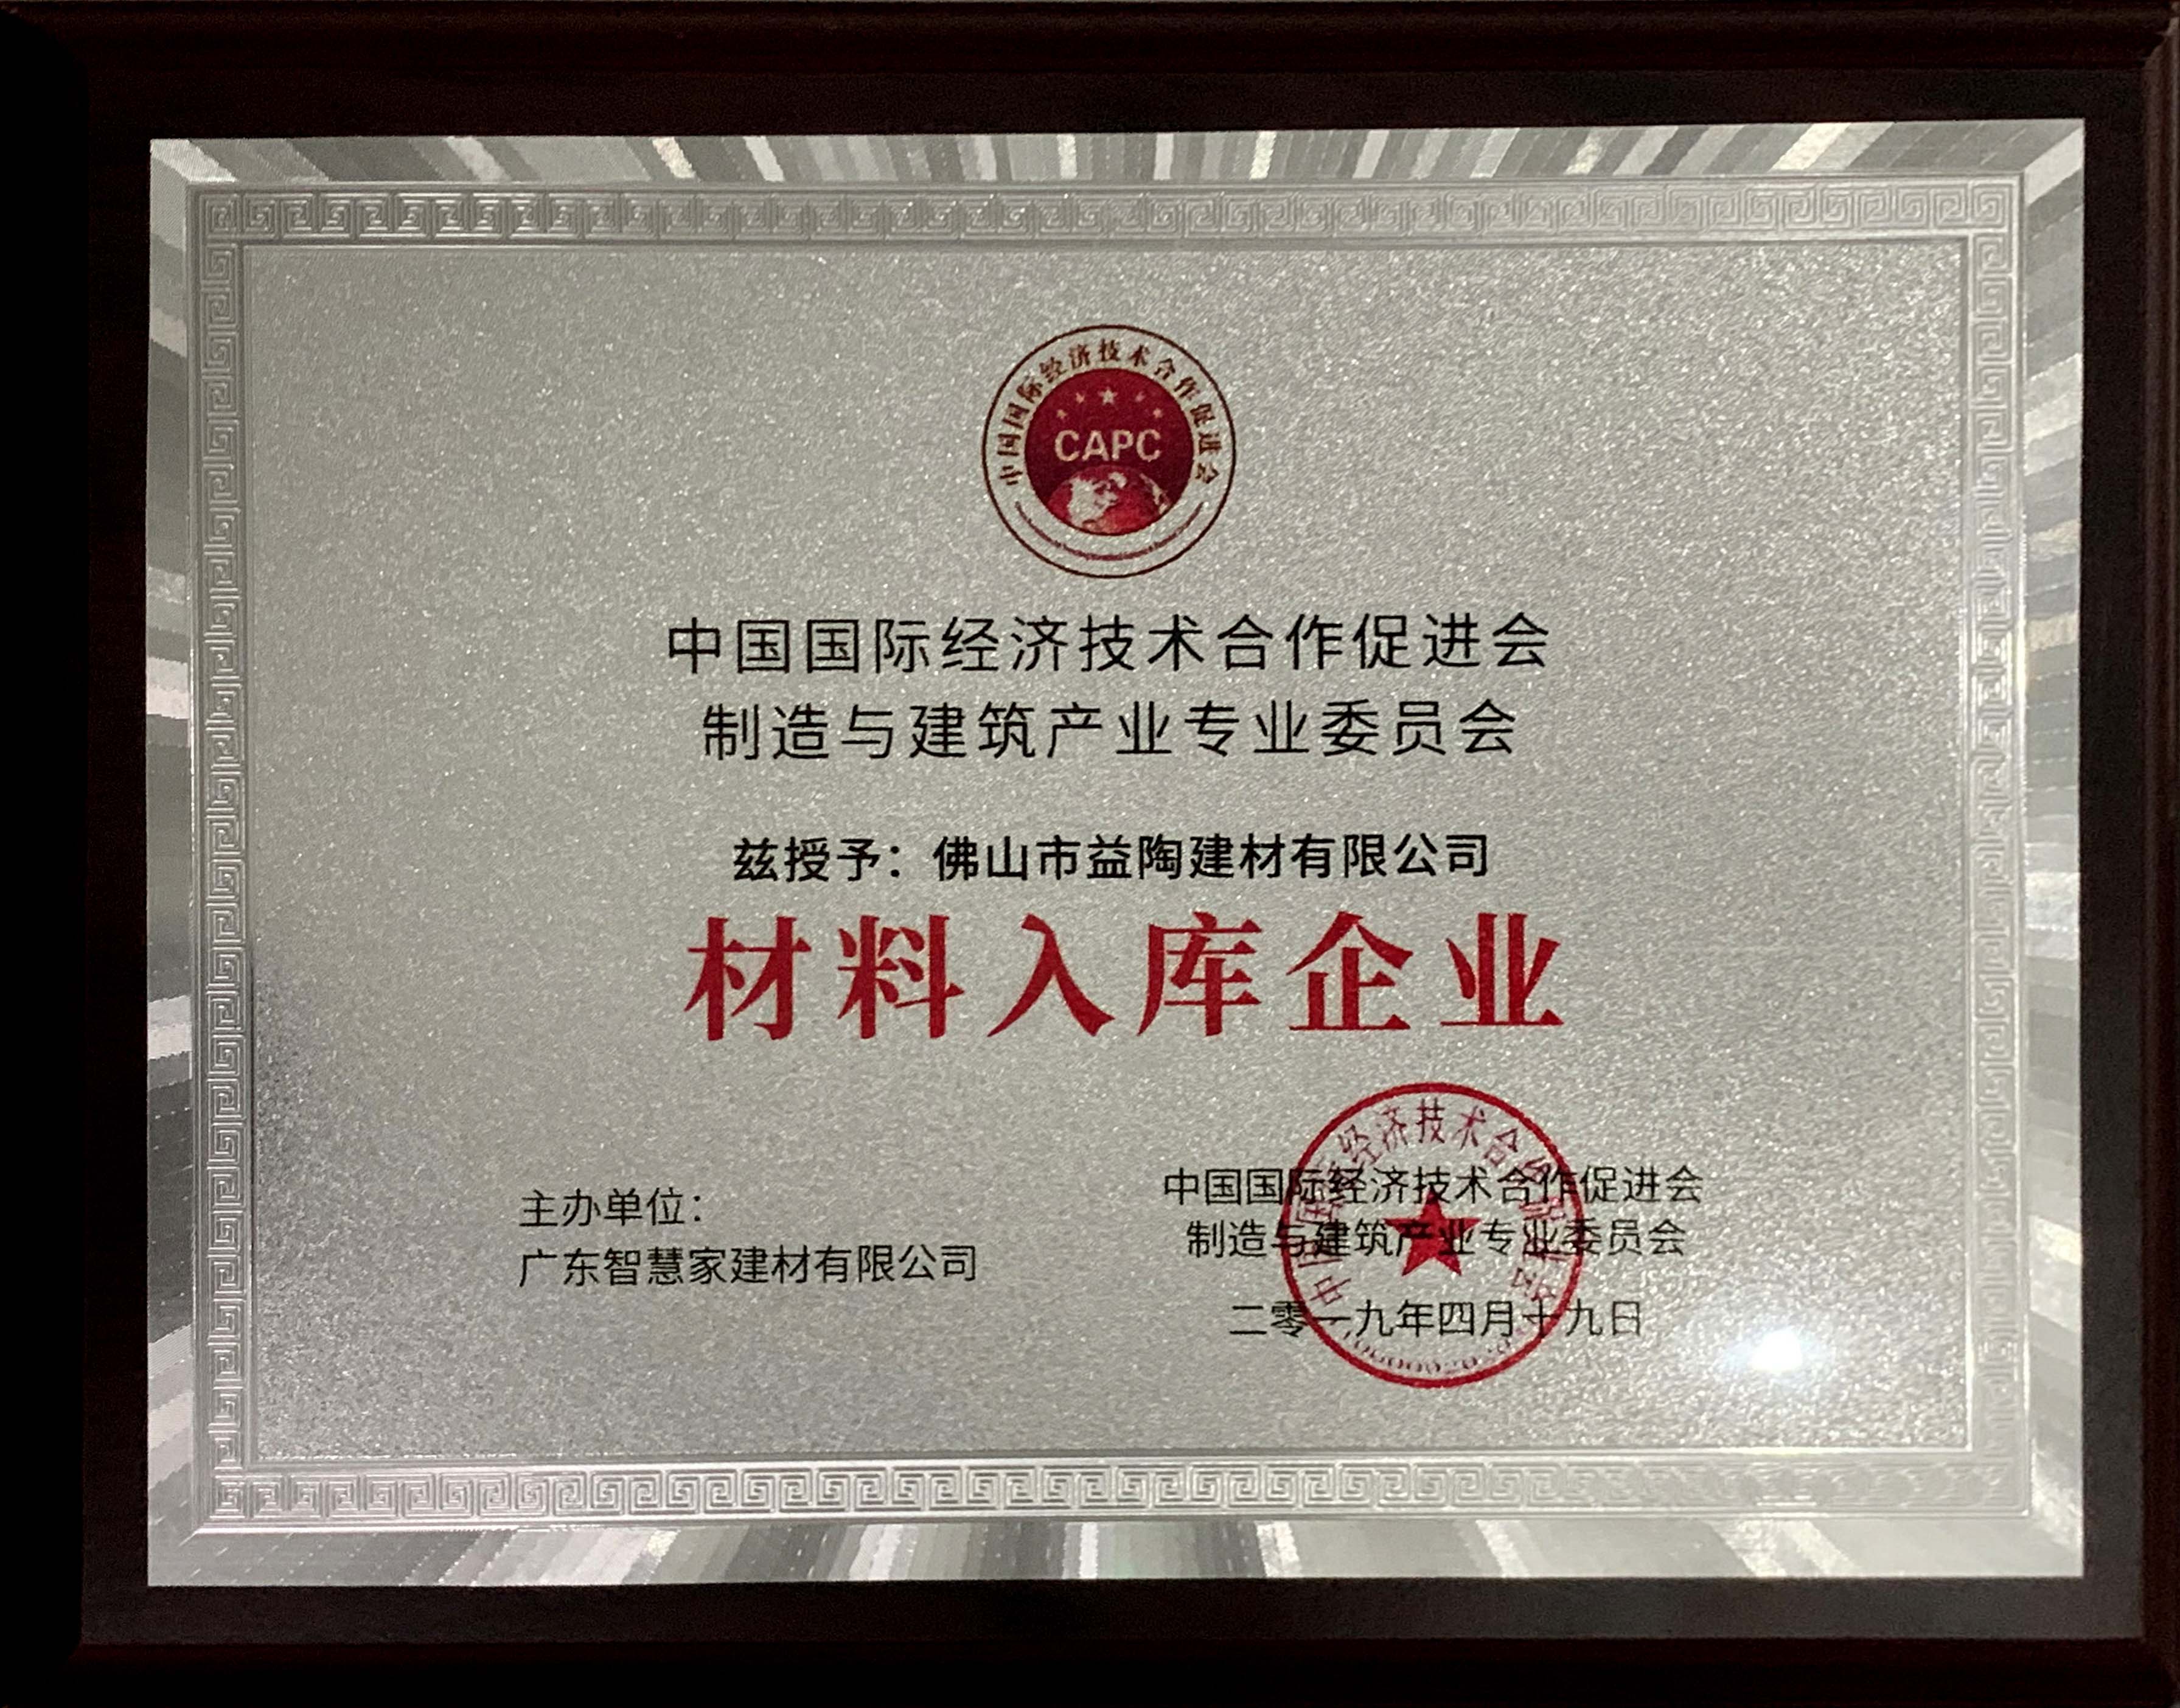 中国国际经济技术合作促进会
CAPC
中国国际经济技术合作促进会
制造与建筑产业专业委员会
兹授予：佛山市益陶建材有限公司
材料入库企业
主办单位：
广东智慧家建材有限公司
中国国际经济技术合作促进会
制造与建筑产业专业委员会
二零一九年四月十九日